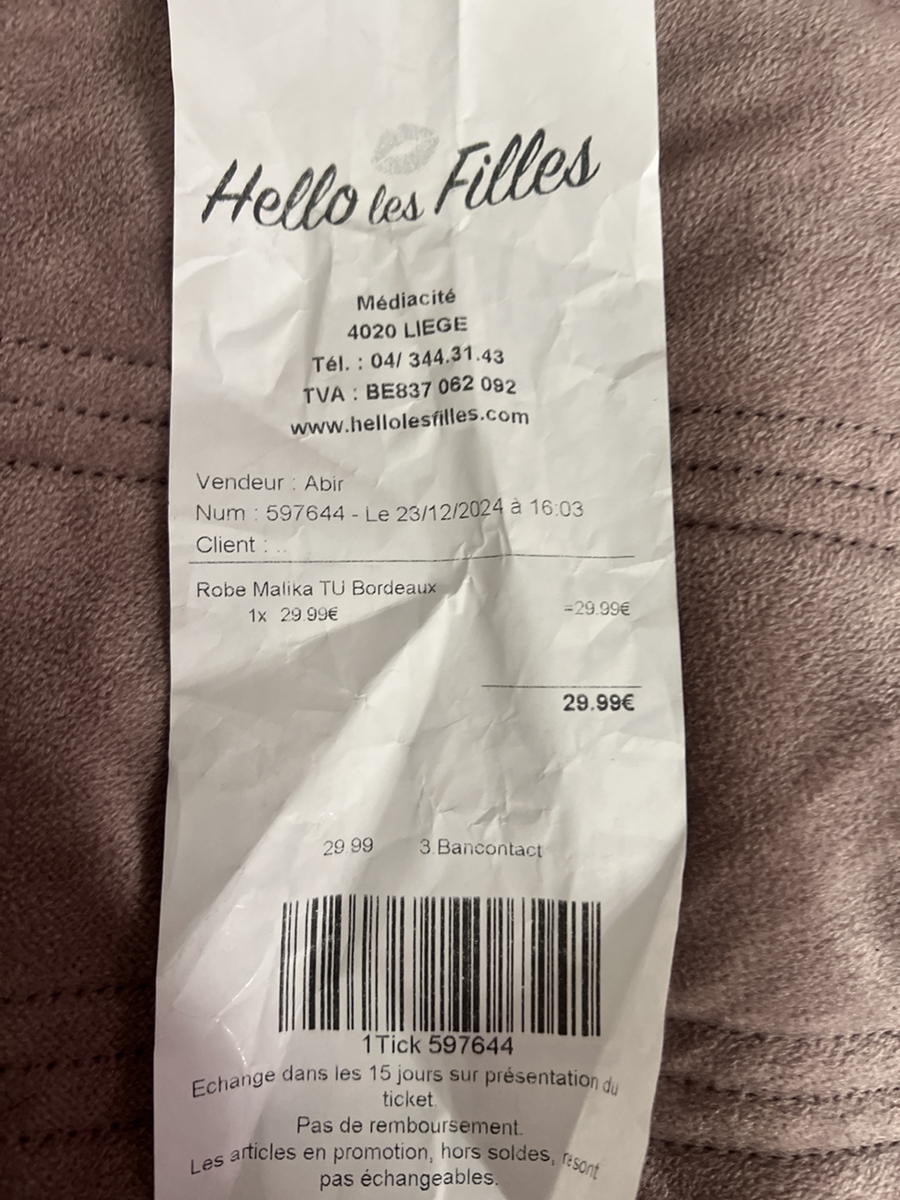 Hello les Filles
Médiacité
4020 LIEGE
Tél. : 04/ 344.31.43
TVA : BE837 062 092
www.hellolesfilles.com
Vendeur : Abir
Num : 597644 - Le 23/12/2024 à 16:03
Client : ..
Robe Malika TU Bordeaux
1x 29.99€ =29.99€
29.99€
29.99 3.Bancontact
1Tick 597644
Echange dans les 15 jours sur présentation du
ticket.
Pas de remboursement.
Les articles en promotion, hors soldes,
pas échangeables.